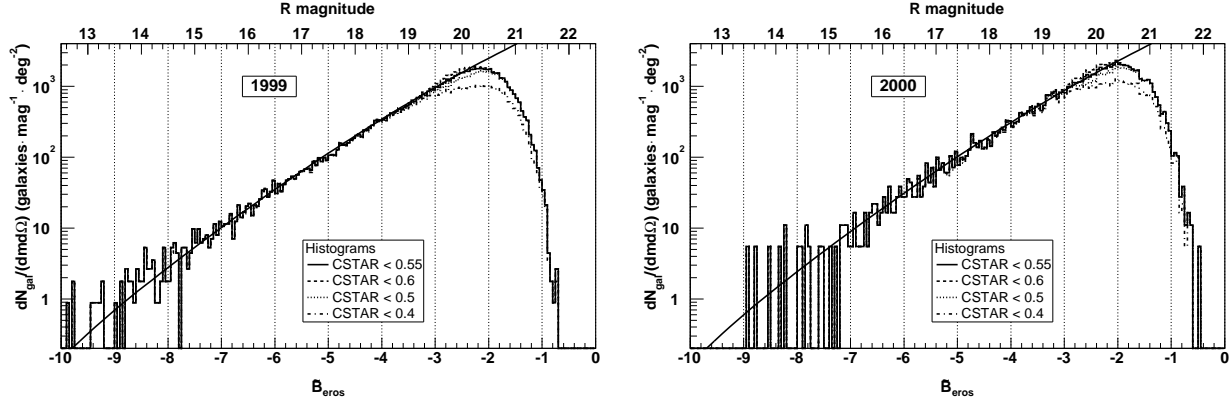 R magnitude
13 14 15 16 17 18 19 20 21 22
dN_gal/(dmdΩ) (galaxies· mag⁻¹ · deg⁻²)
10³
10²
10
1
1999
Histograms
CSTAR < 0.55
CSTAR < 0.6
CSTAR < 0.5
CSTAR < 0.4
-10 -9 -8 -7 -6 -5 -4 -3 -2 -1 0
B_eros
R magnitude
13 14 15 16 17 18 19 20 21 22
dN_gal/(dmdΩ) (galaxies· mag⁻¹ · deg⁻²)
10³
10²
10
1
2000
Histograms
CSTAR < 0.55
CSTAR < 0.6
CSTAR < 0.5
CSTAR < 0.4
-10 -9 -8 -7 -6 -5 -4 -3 -2 -1 0
B_eros